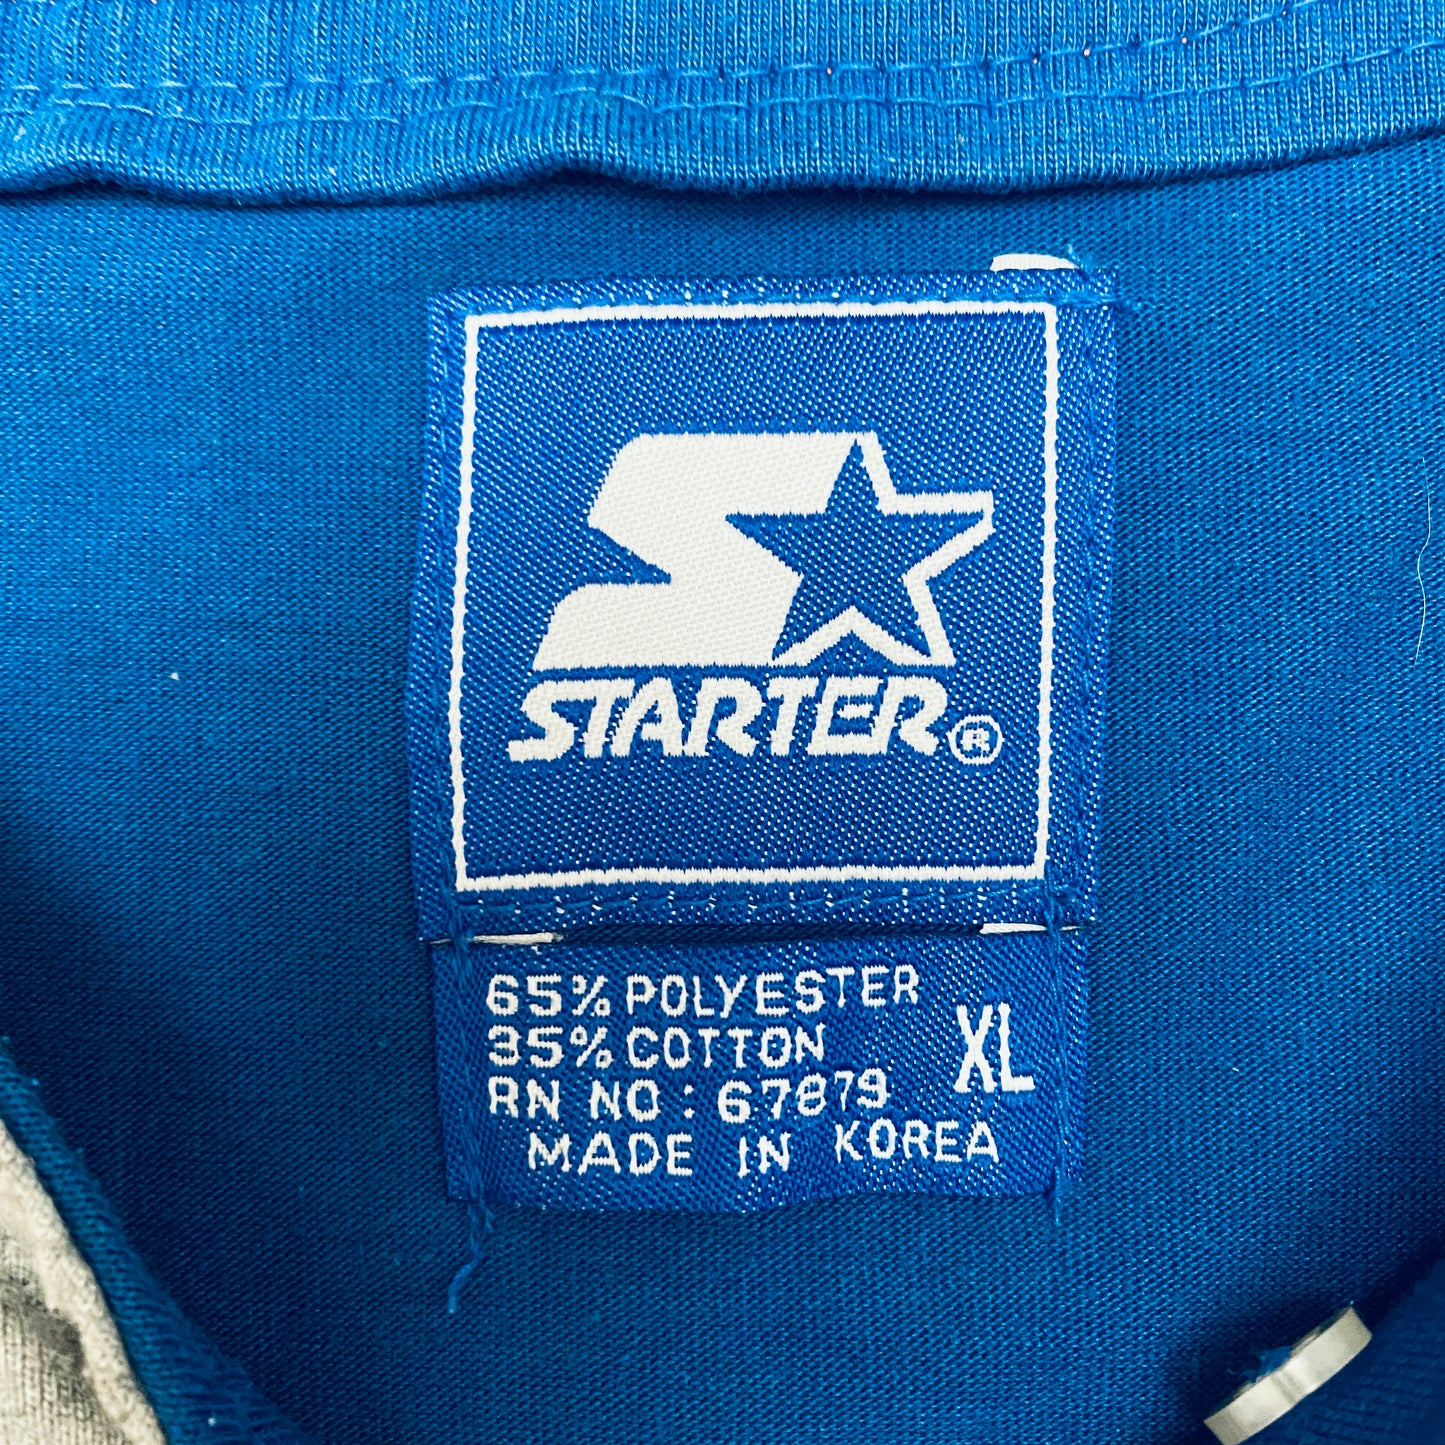 STARTER®
65% POLYESTER
35% COTTON
XL
RN NO: 67879
MADE IN KOREA